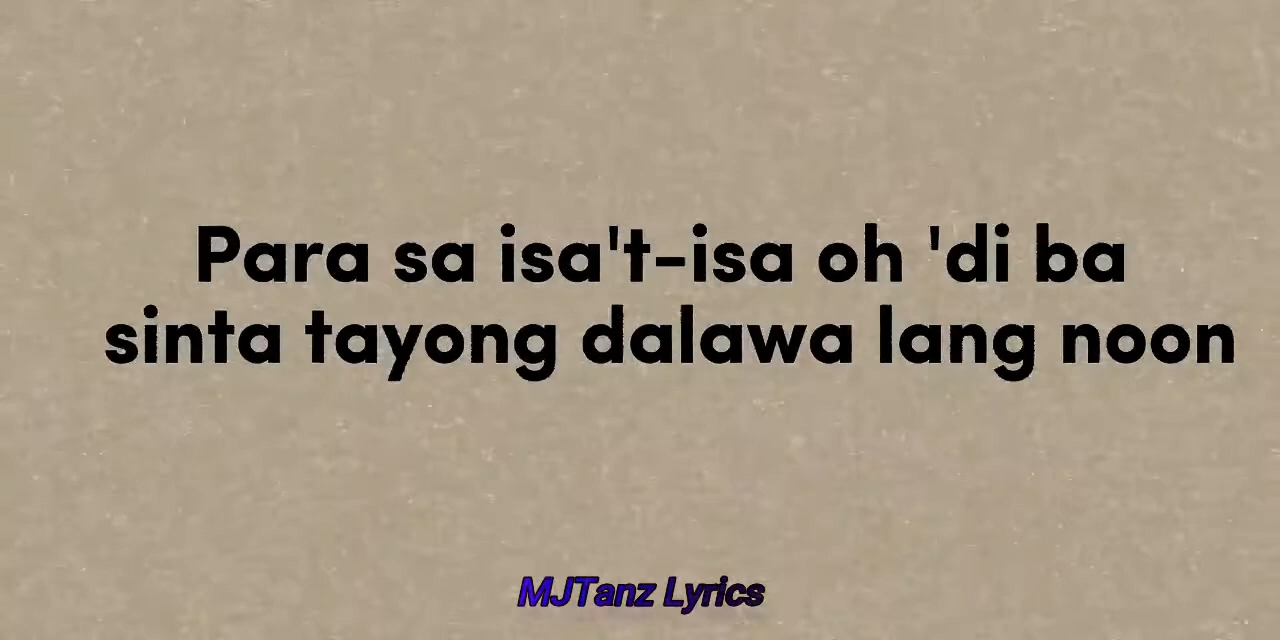 Para sa isa't-isa oh 'di ba
sinta tayong dalawa lang noon
MJTanz Lyrics